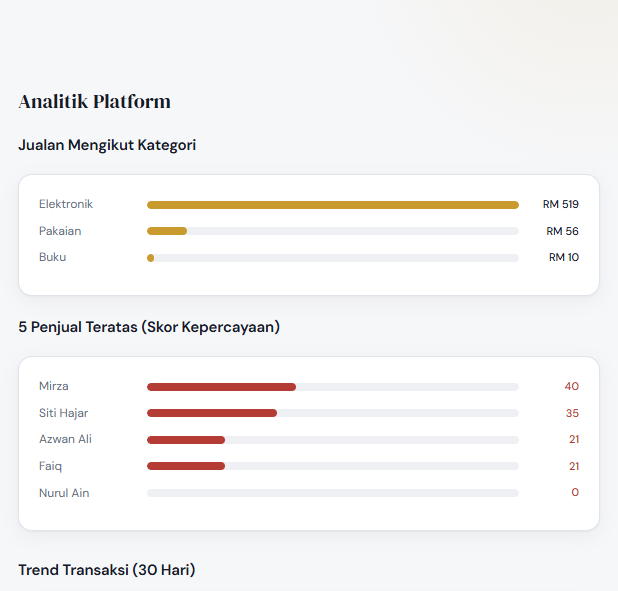 Analitik Platform
Jualan Mengikut Kategori
Elektronik RM 519
Pakaian RM 56
Buku RM 10
5 Penjual Teratas (Skor Kepercayaan)
Mirza 40
Siti Hajar 35
Azwan Ali 21
Faiq 21
Nurul Ain 0
Trend Transaksi (30 Hari)